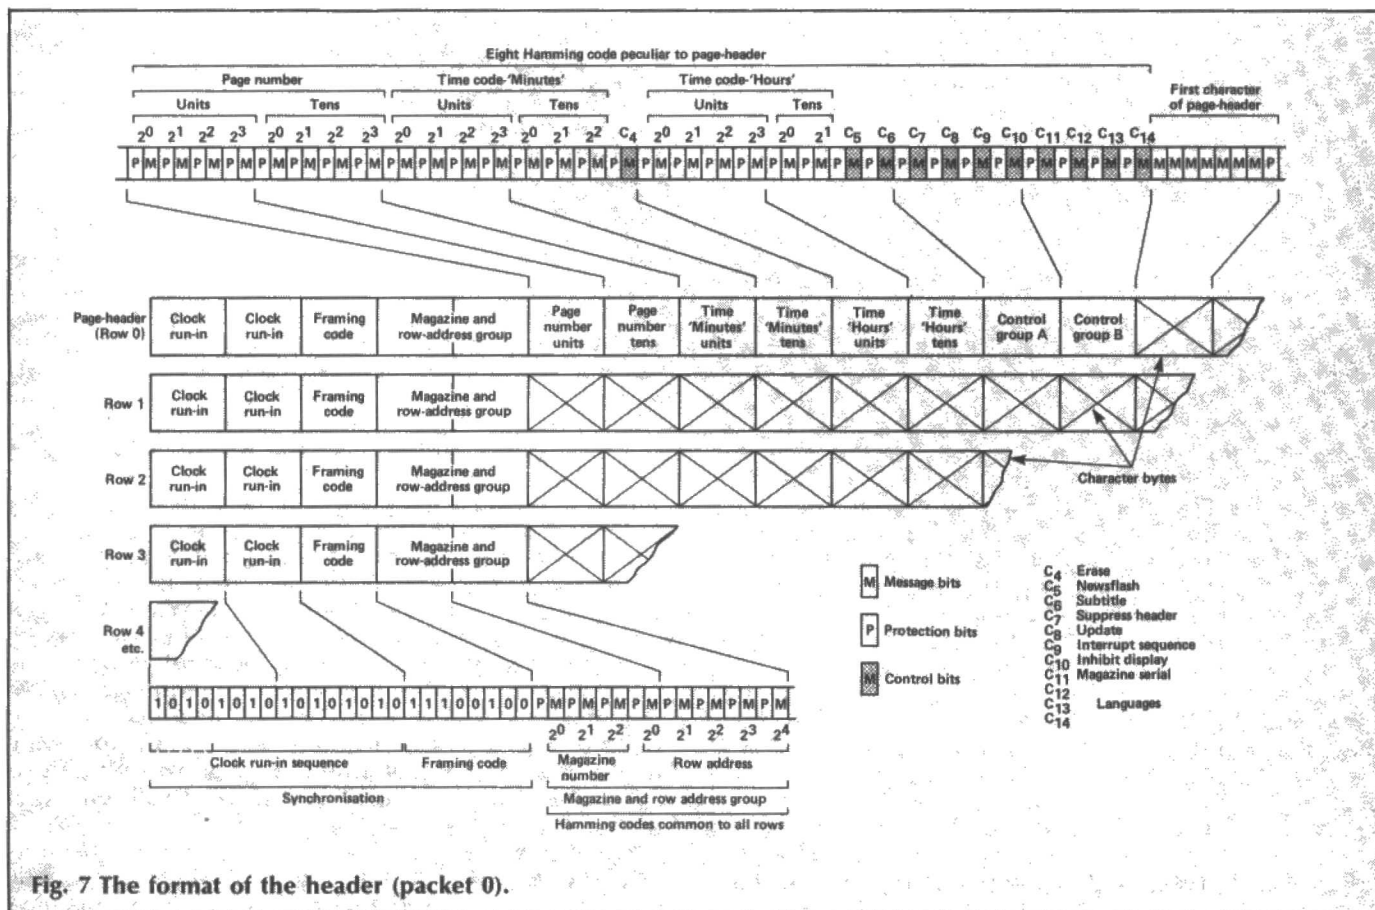 Eight Hamming code peculiar to page-header
Page number Time code-'Minutes' Time code-'Hours' First character
of page-header
Units Tens Units Tens Units Tens
2⁰ 2¹ 2² 2³ 2⁰ 2¹ 2² 2³ 2⁰ 2¹ 2² 2³ 2⁰ 2¹ 2² C₄ 2⁰ 2¹ 2² 2³ 2⁰ 2¹ C₅ C₆ C₇ C₈ C₉ C₁₀ C₁₁ C₁₂ C₁₃ C₁₄
P M P M P M P M P M P M P M P M P M P M P M P M P M P M P M P M P M P M P M P M P M P M P M P M P M P M P M P M P M P M P M P M M M M M M M M P
Page-header
(Row 0)
Clock
run-in
Clock
run-in
Framing
code
Magazine and
row-address group
Page
number
units
Page
number
tens
Time
'Minutes'
units
Time
'Minutes'
tens
Time
'Hours'
units
Time
'Hours'
tens
Control
group A
Control
group B
Row 1
Clock
run-in
Clock
run-in
Framing
code
Magazine and
row-address group
Row 2
Clock
run-in
Clock
run-in
Framing
code
Magazine and
row-address group
Character bytes
Row 3
Clock
run-in
Clock
run-in
Framing
code
Magazine and
row-address group
Row 4
etc.
M Message bits
P Protection bits
M Control bits
C₄ Erase
C₅ Newsflash
C₆ Subtitle
C₇ Suppress header
C₈ Update
C₉ Interrupt sequence
C₁₀ Inhibit display
C₁₁ Magazine serial
C₁₂
C₁₃ Languages
C₁₄
1 0 1 0 1 0 1 0 1 0 1 0 1 0 1 0 1 1 1 0 0 1 0 0 P M P M P M P M P M P M P M P M
2⁰ 2¹ 2² 2⁰ 2¹ 2² 2³ 2⁴
Clock run-in sequence Framing code Magazine
number Row address
Synchronisation Magazine and row address group
Hamming codes common to all rows
Fig. 7 The format of the header (packet 0).